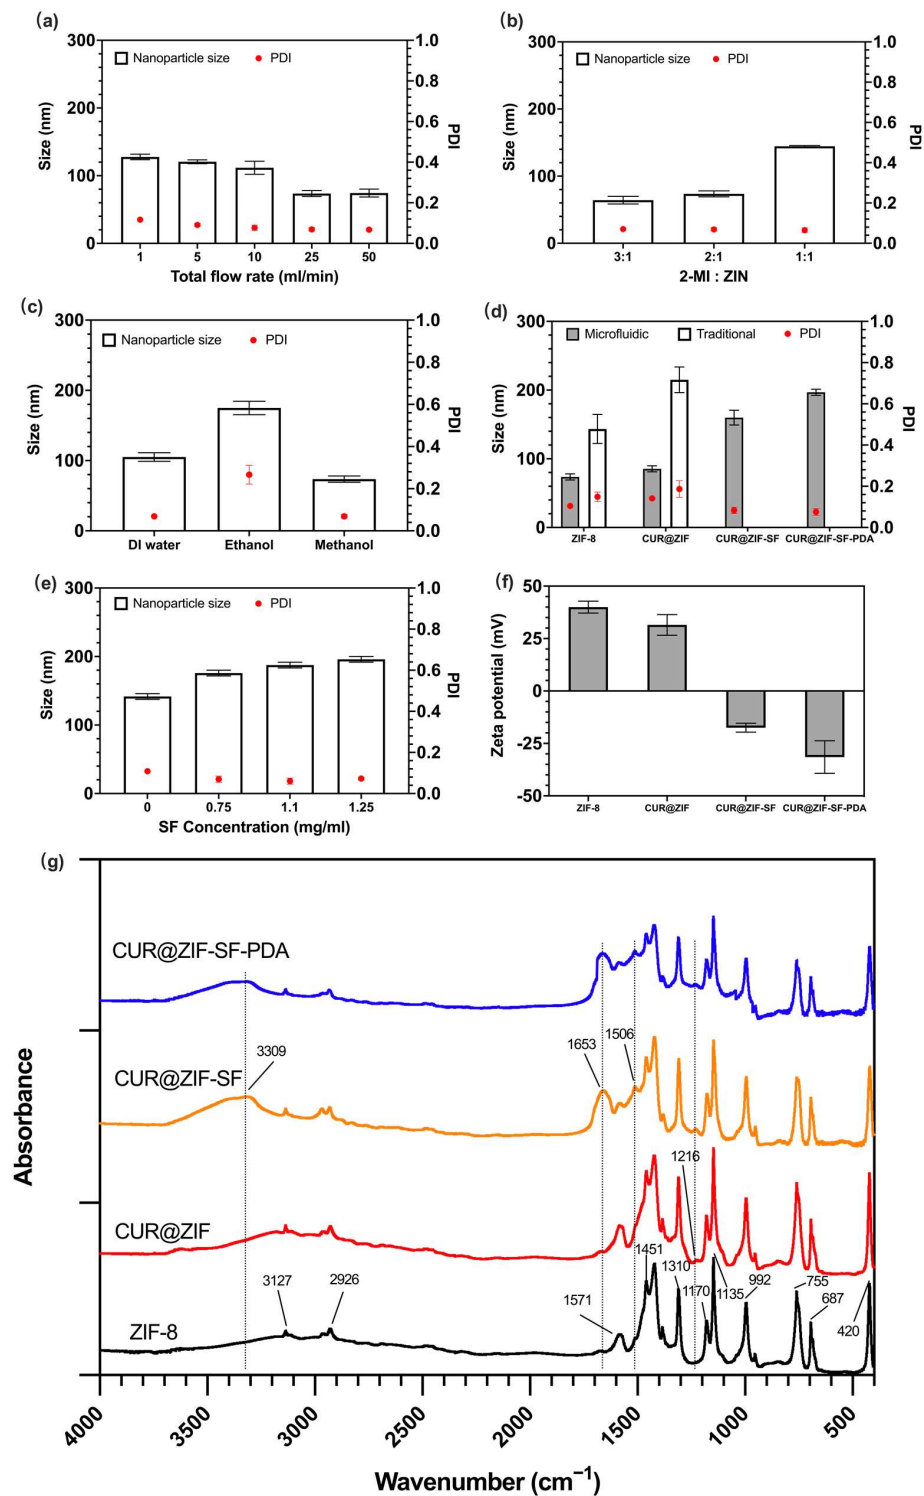 (a)
300
200
100
0
Size (nm)
Nanoparticle size
PDI
1.0
0.8
0.6
0.4
0.2
0.0
PDI
1 5 10 25 50
Total flow rate (ml/min)
(b)
300
200
100
0
Size (nm)
Nanoparticle size
PDI
1.0
0.8
0.6
0.4
0.2
0.0
PDI
3:1 2:1 1:1
2-MI : ZIN
(c)
300
200
100
0
Size (nm)
Nanoparticle size
PDI
1.0
0.8
0.6
0.4
0.2
0.0
PDI
DI water Ethanol Methanol
(d)
300
200
100
0
Size (nm)
Microfluidic
Traditional
PDI
1.0
0.8
0.6
0.4
0.2
0.0
PDI
ZIF-8 CUR@ZIF CUR@ZIF-SF CUR@ZIF-SF-PDA
(e)
300
200
100
0
Size (nm)
Nanoparticle size
PDI
1.0
0.8
0.6
0.4
0.2
0.0
PDI
0 0.75 1.1 1.25
SF Concentration (mg/ml)
(f)
50
25
0
-25
-50
Zeta potential (mV)
ZIF-8 CUR@ZIF CUR@ZIF-SF CUR@ZIF-SF-PDA
(g)
Absorbance
CUR@ZIF-SF-PDA
CUR@ZIF-SF
3309
1653
1506
CUR@ZIF
1216
ZIF-8
3127
2926
1571
1451
1310
1170
1135
992
755
687
420
4000 3500 3000 2500 2000 1500 1000 500
Wavenumber (cm⁻¹)